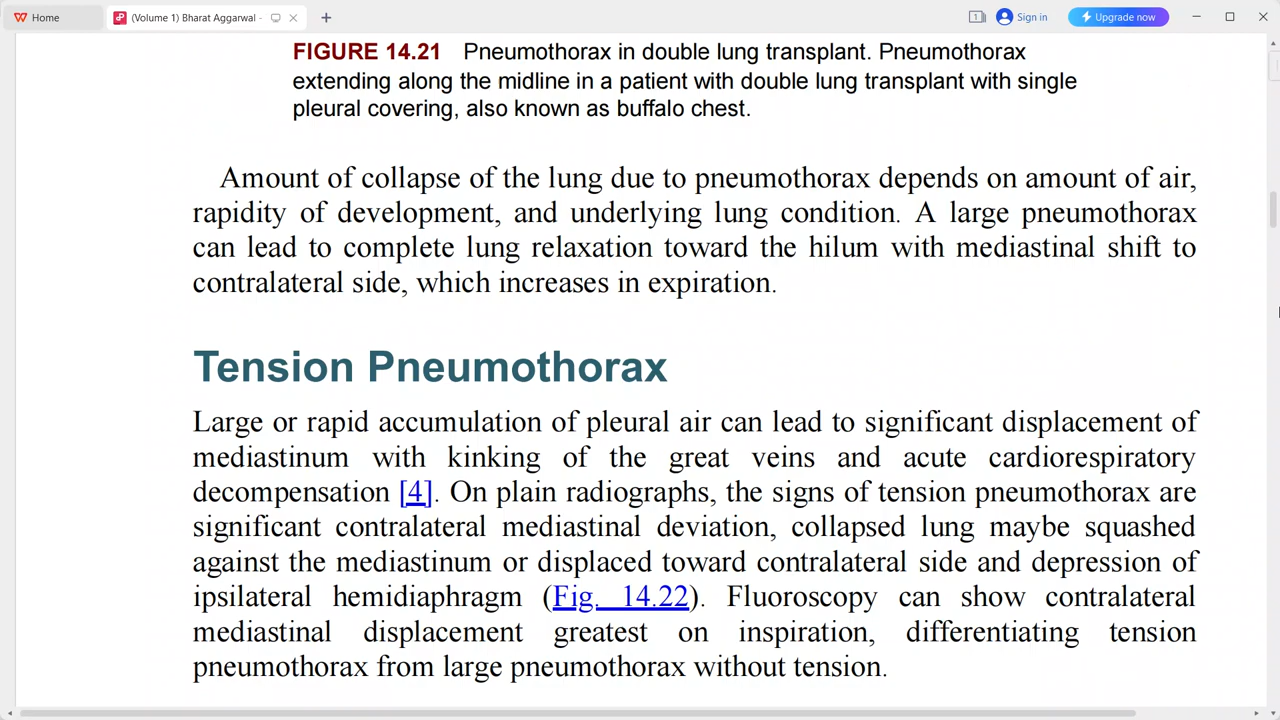 Home
(Volume 1) Bharat Aggarwal -
1
Sign in
Upgrade now
FIGURE 14.21 Pneumothorax in double lung transplant. Pneumothorax
extending along the midline in a patient with double lung transplant with single
pleural covering, also known as buffalo chest.
Amount of collapse of the lung due to pneumothorax depends on amount of air,
rapidity of development, and underlying lung condition. A large pneumothorax
can lead to complete lung relaxation toward the hilum with mediastinal shift to
contralateral side, which increases in expiration.
Tension Pneumothorax
Large or rapid accumulation of pleural air can lead to significant displacement of
mediastinum with kinking of the great veins and acute cardiorespiratory
decompensation [4]. On plain radiographs, the signs of tension pneumothorax are
significant contralateral mediastinal deviation, collapsed lung maybe squashed
against the mediastinum or displaced toward contralateral side and depression of
ipsilateral hemidiaphragm (Fig. 14.22). Fluoroscopy can show contralateral
mediastinal displacement greatest on inspiration, differentiating tension
pneumothorax from large pneumothorax without tension.